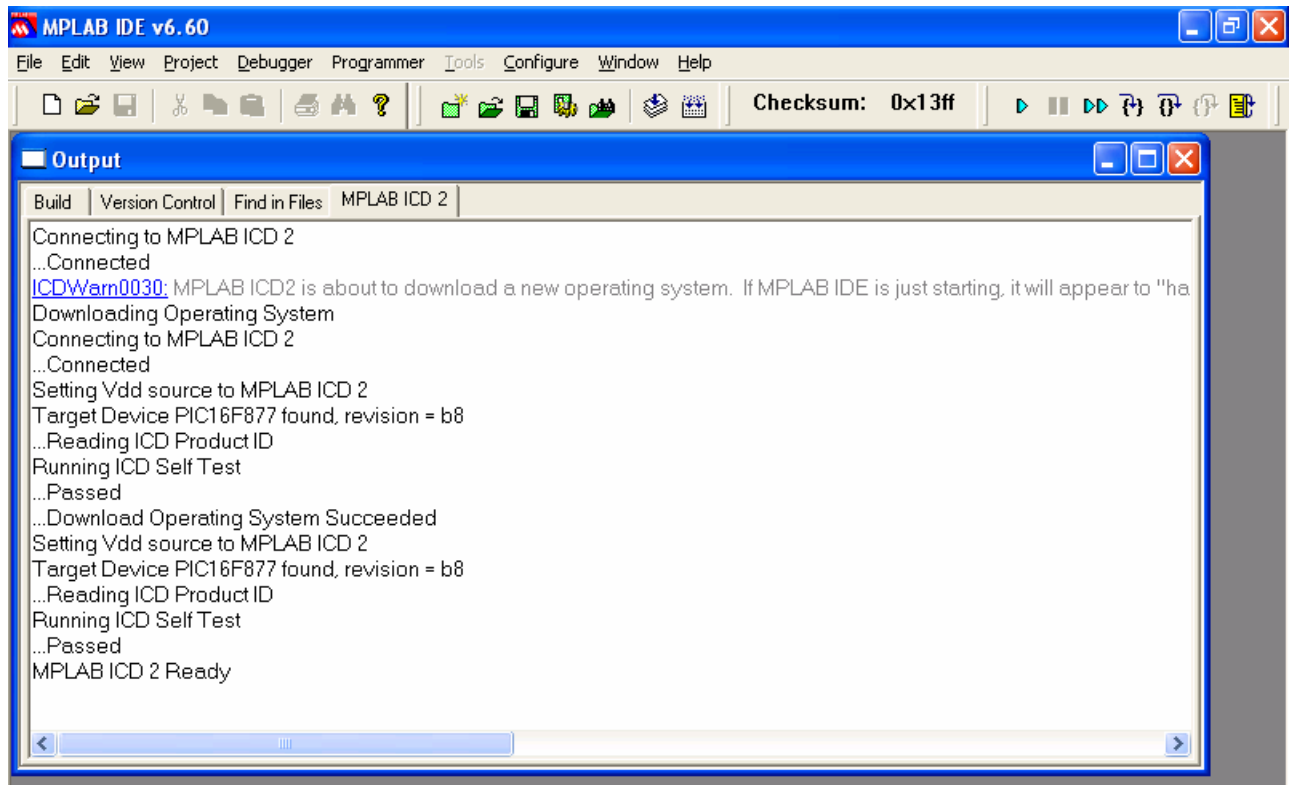 MPLAB IDE v6.60
File Edit View Project Debugger Programmer Tools Configure Window Help
Checksum: 0x13ff
Output
Build Version Control Find in Files MPLAB ICD 2
Connecting to MPLAB ICD 2
...Connected
ICDWarn0030: MPLAB ICD2 is about to download a new operating system. If MPLAB IDE is just starting, it will appear to "ha
Downloading Operating System
Connecting to MPLAB ICD 2
...Connected
Setting Vdd source to MPLAB ICD 2
Target Device PIC16F877 found, revision = b8
...Reading ICD Product ID
Running ICD Self Test
...Passed
...Download Operating System Succeeded
Setting Vdd source to MPLAB ICD 2
Target Device PIC16F877 found, revision = b8
...Reading ICD Product ID
Running ICD Self Test
...Passed
MPLAB ICD 2 Ready